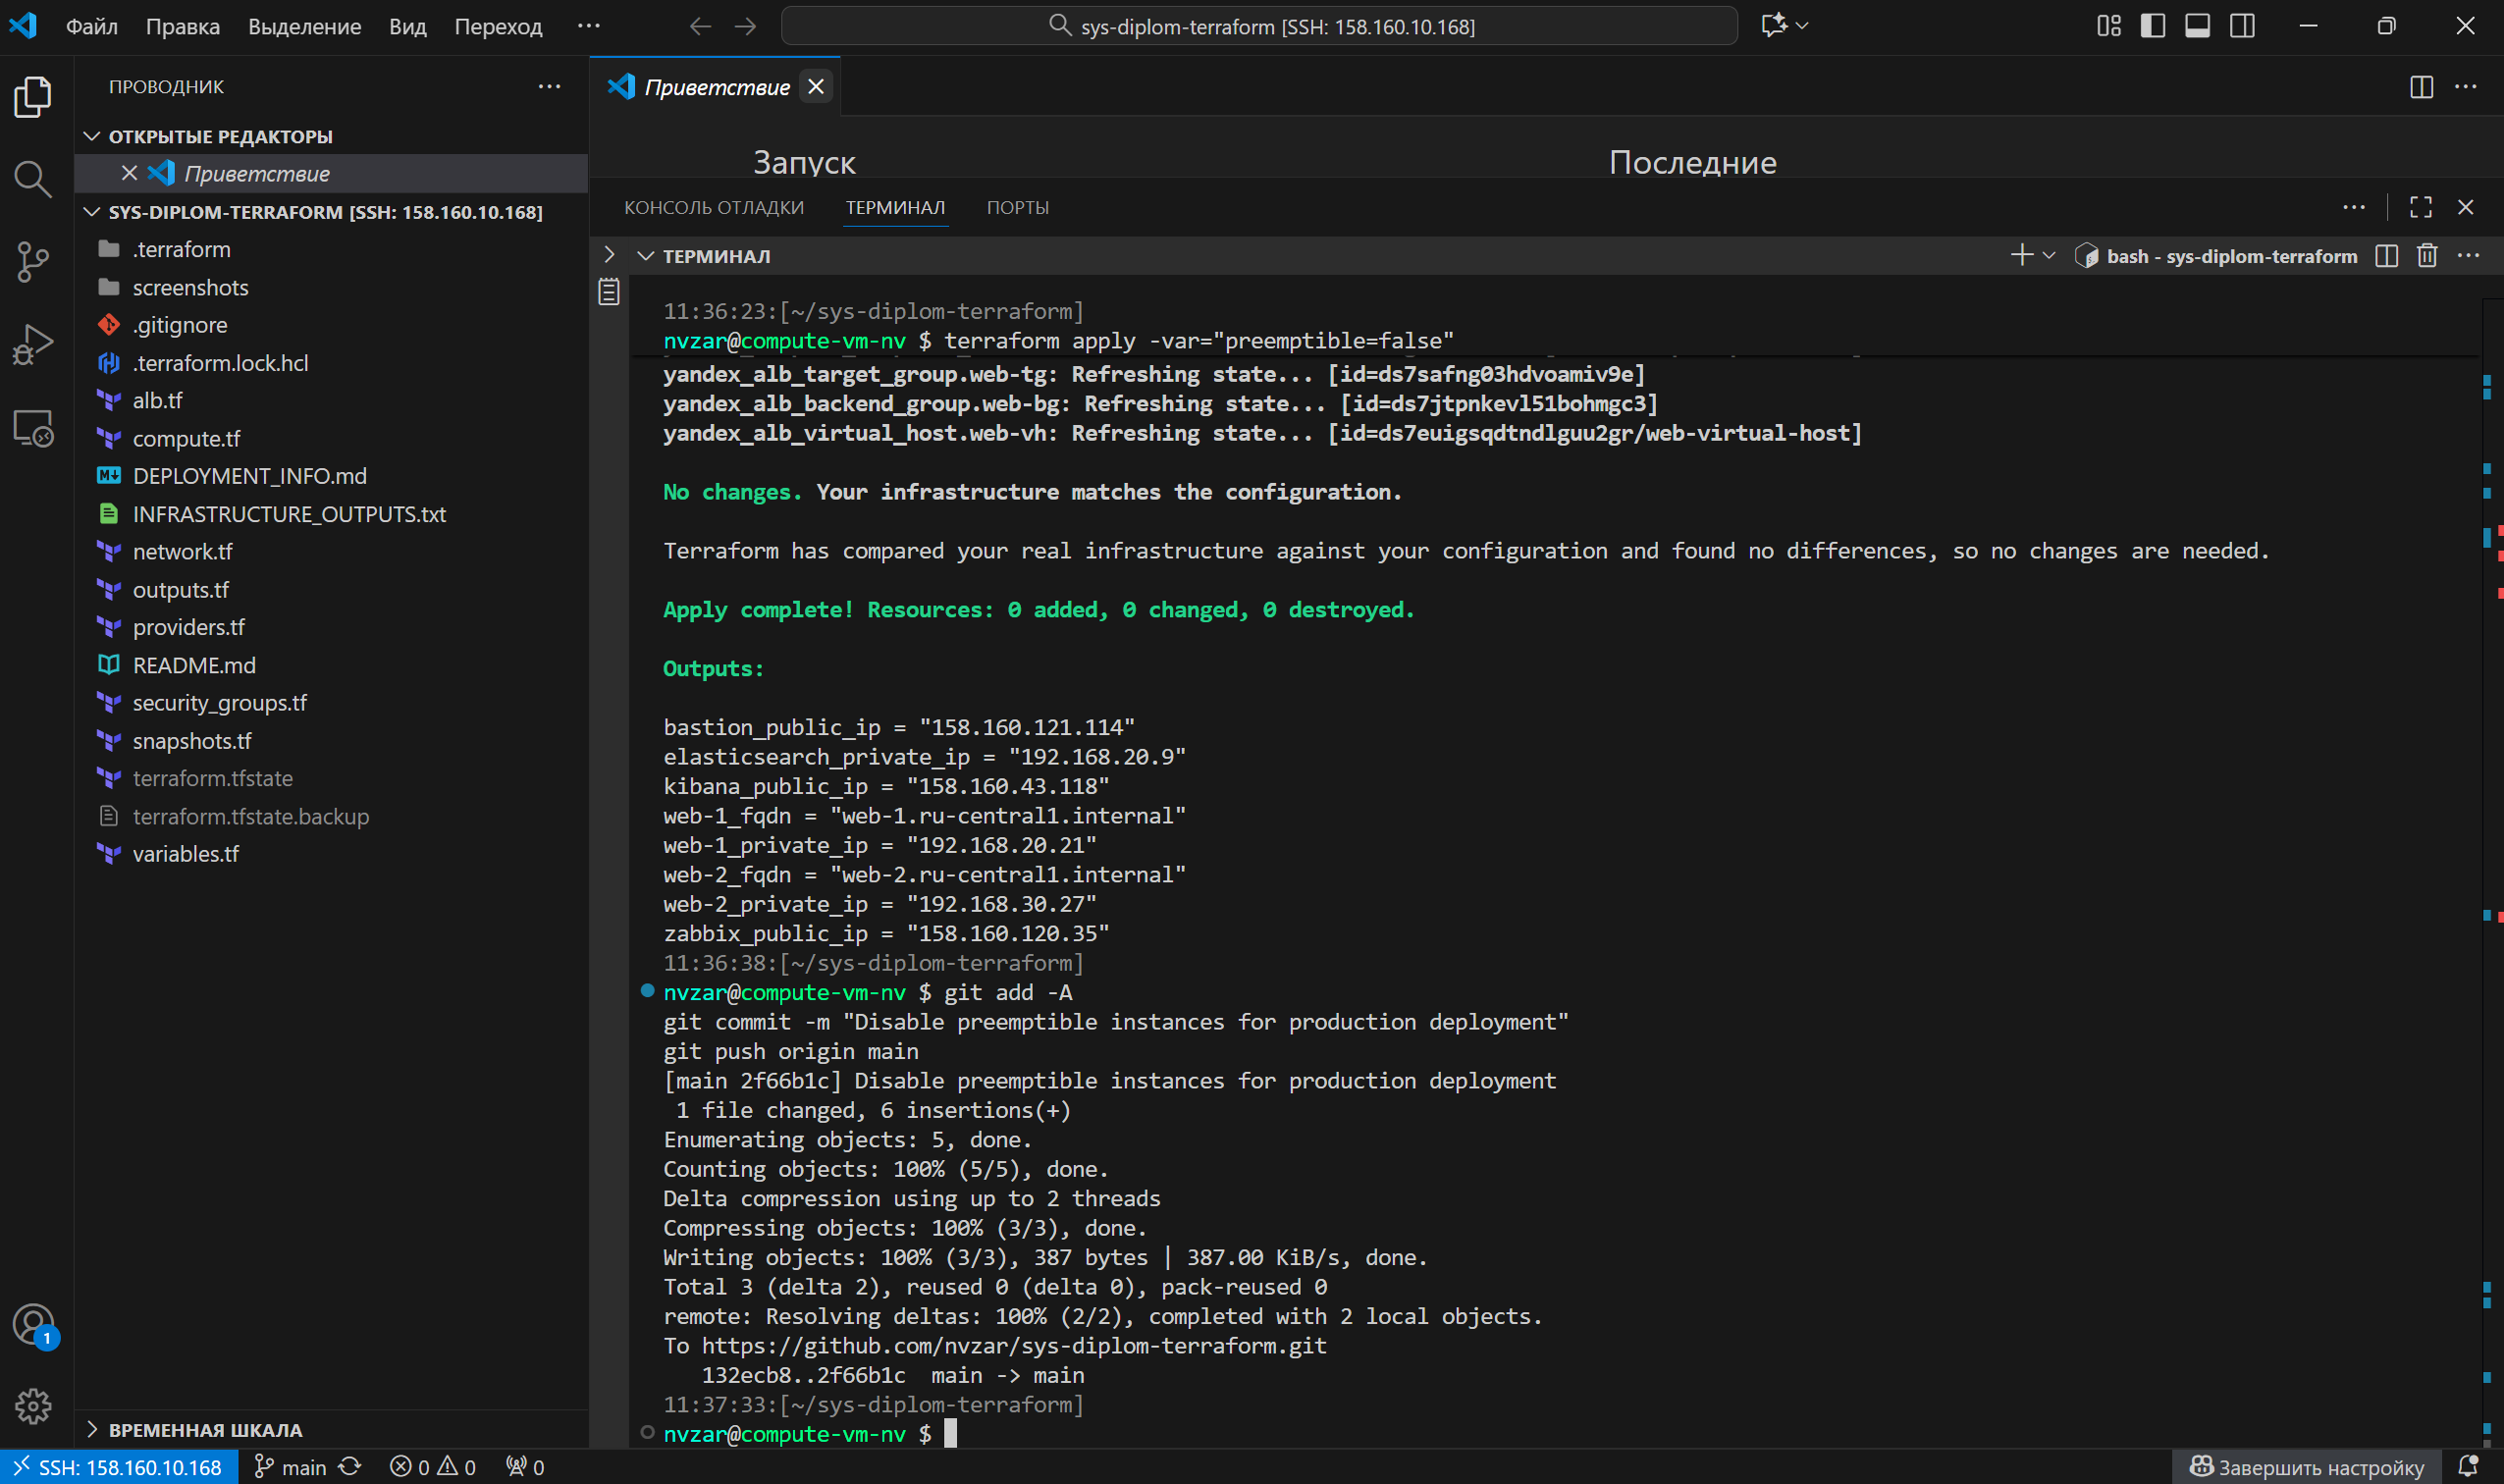 Файл Правка Выделение Вид Переход ···
sys-diplom-terraform [SSH: 158.160.10.168]
ПРОВОДНИК
ОТКРЫТЫЕ РЕДАКТОРЫ
Приветствие
SYS-DIPLOM-TERRAFORM [SSH: 158.160.10.168]
.terraform
screenshots
.gitignore
.terraform.lock.hcl
alb.tf
compute.tf
DEPLOYMENT_INFO.md
INFRASTRUCTURE_OUTPUTS.txt
network.tf
outputs.tf
providers.tf
README.md
security_groups.tf
snapshots.tf
terraform.tfstate
terraform.tfstate.backup
variables.tf
ВРЕМЕННАЯ ШКАЛА
Приветствие
Запуск Последние
КОНСОЛЬ ОТЛАДКИ ТЕРМИНАЛ ПОРТЫ
ТЕРМИНАЛ
bash - sys-diplom-terraform
11:36:23:[~/sys-diplom-terraform]
nvzar@compute-vm-nv $ terraform apply -var="preemptible=false"
yandex_alb_target_group.web-tg: Refreshing state... [id=ds7safng03hdvoamiv9e]
yandex_alb_backend_group.web-bg: Refreshing state... [id=ds7jtpnkevl51bohmgc3]
yandex_alb_virtual_host.web-vh: Refreshing state... [id=ds7euigsqdtndlguu2gr/web-virtual-host]
No changes. Your infrastructure matches the configuration.
Terraform has compared your real infrastructure against your configuration and found no differences, so no changes are needed.
Apply complete! Resources: 0 added, 0 changed, 0 destroyed.
Outputs:
bastion_public_ip = "158.160.121.114"
elasticsearch_private_ip = "192.168.20.9"
kibana_public_ip = "158.160.43.118"
web-1_fqdn = "web-1.ru-central1.internal"
web-1_private_ip = "192.168.20.21"
web-2_fqdn = "web-2.ru-central1.internal"
web-2_private_ip = "192.168.30.27"
zabbix_public_ip = "158.160.120.35"
11:36:38:[~/sys-diplom-terraform]
nvzar@compute-vm-nv $ git add -A
git commit -m "Disable preemptible instances for production deployment"
git push origin main
[main 2f66b1c] Disable preemptible instances for production deployment
1 file changed, 6 insertions(+)
Enumerating objects: 5, done.
Counting objects: 100% (5/5), done.
Delta compression using up to 2 threads
Compressing objects: 100% (3/3), done.
Writing objects: 100% (3/3), 387 bytes | 387.00 KiB/s, done.
Total 3 (delta 2), reused 0 (delta 0), pack-reused 0
remote: Resolving deltas: 100% (2/2), completed with 2 local objects.
To https://github.com/nvzar/sys-diplom-terraform.git
132ecb8..2f66b1c  main -> main
11:37:33:[~/sys-diplom-terraform]
nvzar@compute-vm-nv $
1
SSH: 158.160.10.168 main 0 0 0 Завершить настройку